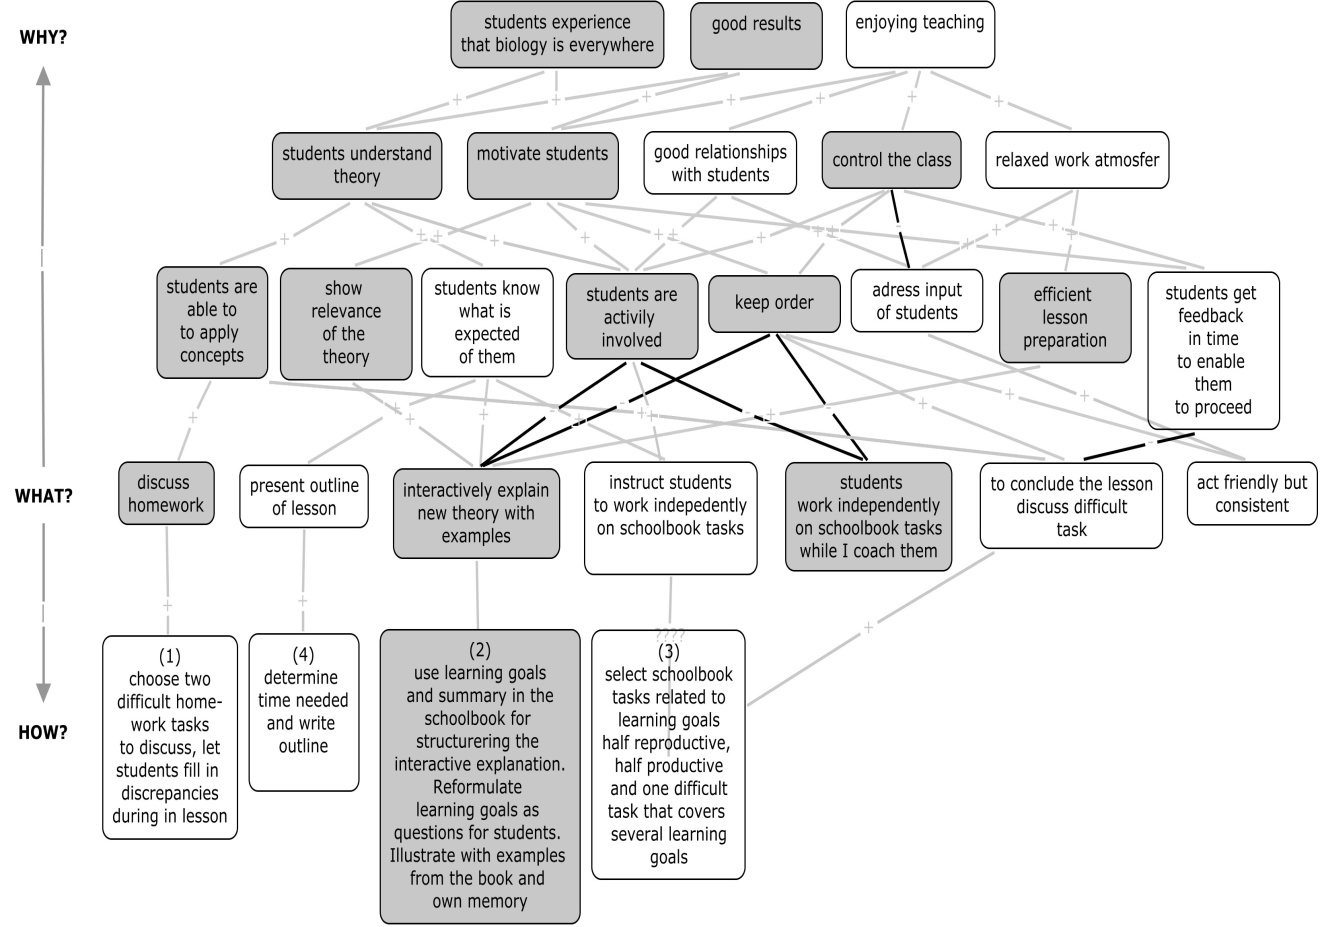 WHY?
students experience
that biology is everywhere
good results
enjoying teaching
students understand
theory
motivate students
good relationships
with students
control the class
relaxed work atmosfer
students are
able to
to apply
concepts
show
relevance
of the
theory
students know
what is
expected
of them
students are
activily
involved
keep order
adress input
of students
efficient
lesson
preparation
students get
feedback
in time
to enable
them
to proceed
WHAT?
discuss
homework
present outline
of lesson
interactively explain
new theory with
examples
instruct students
to work indepedently
on schoolbook tasks
students
work independently
on schoolbook tasks
while I coach them
to conclude the lesson
discuss difficult
task
act friendly but
consistent
HOW?
(1)
choose two
difficult home-
work tasks
to discuss, let
students fill in
discrepancies
during in lesson
(4)
determine
time needed
and write
outline
(2)
use learning goals
and summary in the
schoolbook for
structurering the
interactive explanation.
Reformulate
learning goals as
questions for students.
Illustrate with examples
from the book and
own memory
????
(3)
select schoolbook
tasks related to
learning goals
half reproductive,
half productive
and one difficult
task that covers
several learning
goals